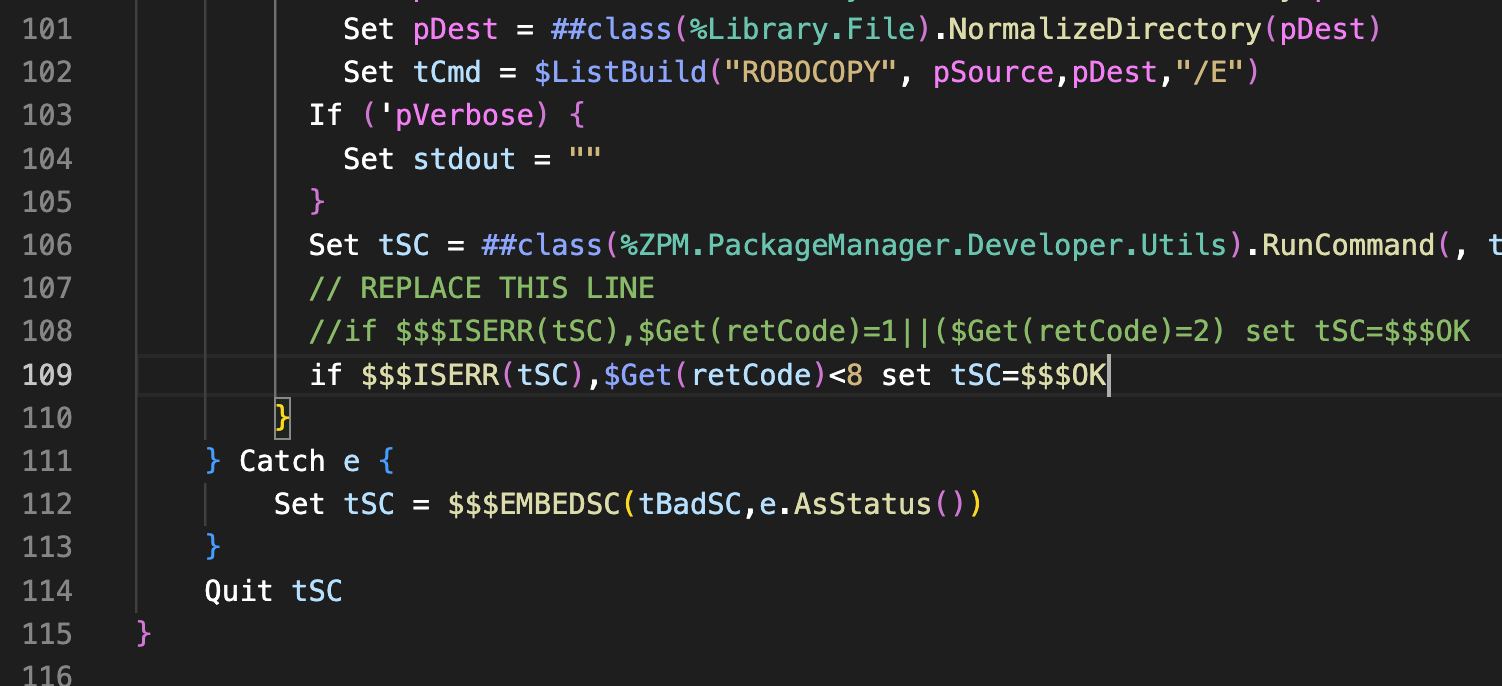 101 Set pDest = ##class(%Library.File).NormalizeDirectory(pDest)
102 Set tCmd = $ListBuild("ROBOCOPY", pSource,pDest,"/E")
103 If ('pVerbose) {
104 Set stdout = ""
105 }
106 Set tSC = ##class(%ZPM.PackageManager.Developer.Utils).RunCommand(, t
107 // REPLACE THIS LINE
108 //if $$$ISERR(tSC),$Get(retCode)=1||($Get(retCode)=2) set tSC=$$$OK
109 if $$$ISERR(tSC),$Get(retCode)<8 set tSC=$$$OK
110 }
111 } Catch e {
112 Set tSC = $$$EMBEDSC(tBadSC,e.AsStatus())
113 }
114 Quit tSC
115 }
116